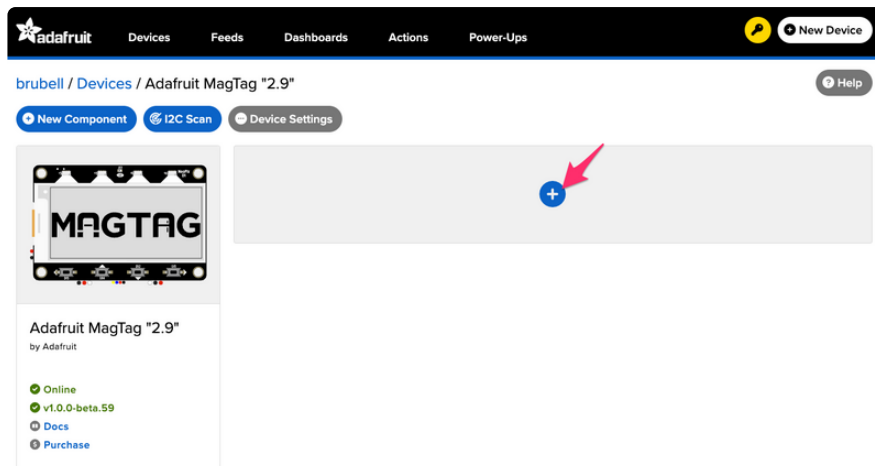 adafruit Devices Feeds Dashboards Actions Power-Ups New Device
brubell / Devices / Adafruit MagTag "2.9"
Help
New Component I2C Scan Device Settings
MAGTAG
Adafruit MagTag "2.9"
by Adafruit
Online
v1.0.0-beta.59
Docs
Purchase